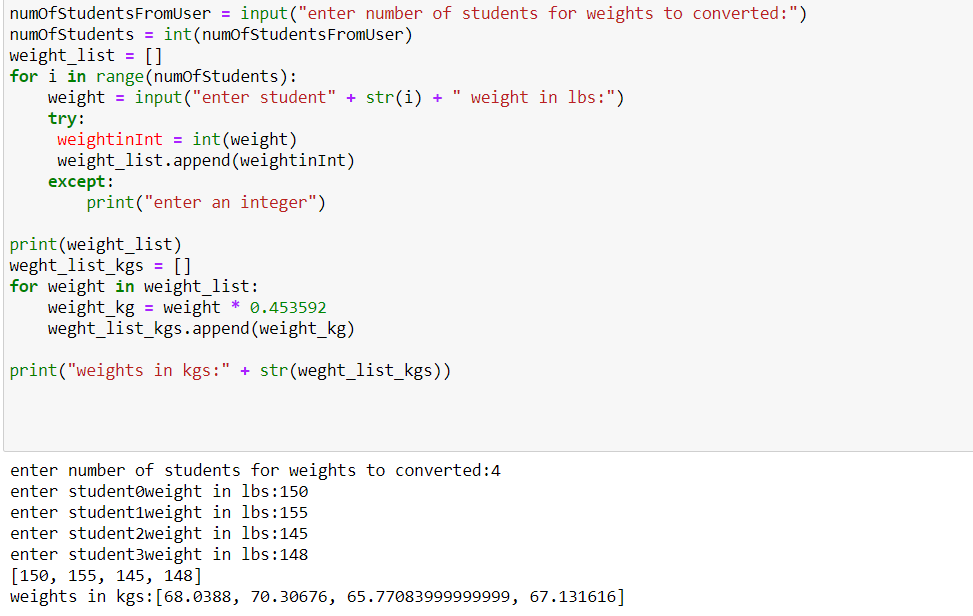 numOfStudentsFromUser = input("enter number of students for weights to converted:")
numOfStudents = int(numOfStudentsFromUser)
weight_list = []
for i in range(numOfStudents):
    weight = input("enter student" + str(i) + " weight in lbs:")
    try:
     weightinInt = int(weight)
     weight_list.append(weightinInt)
    except:
        print("enter an integer")
print(weight_list)
weght_list_kgs = []
for weight in weight_list:
    weight_kg = weight * 0.453592
    weght_list_kgs.append(weight_kg)
print("weights in kgs:" + str(weght_list_kgs))
enter number of students for weights to converted:4
enter student0weight in lbs:150
enter student1weight in lbs:155
enter student2weight in lbs:145
enter student3weight in lbs:148
[150, 155, 145, 148]
weights in kgs:[68.0388, 70.30676, 65.77083999999999, 67.131616]